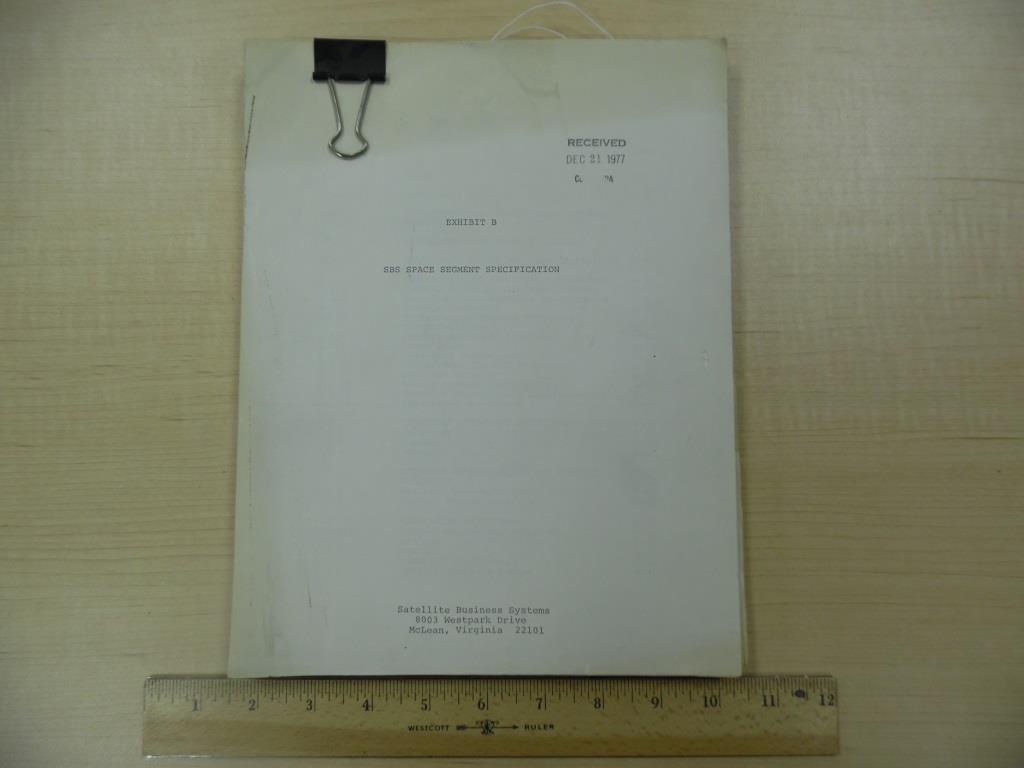 RECEIVED
DEC 21 1977
EXHIBIT B
SBS SPACE SEGMENT SPECIFICATION
Satellite Business Systems
8003 Westpark Drive
McLean, Virginia 22101
1 2 3 4 5 6 7 8 9 10 11 12
WESTCOTT RULER